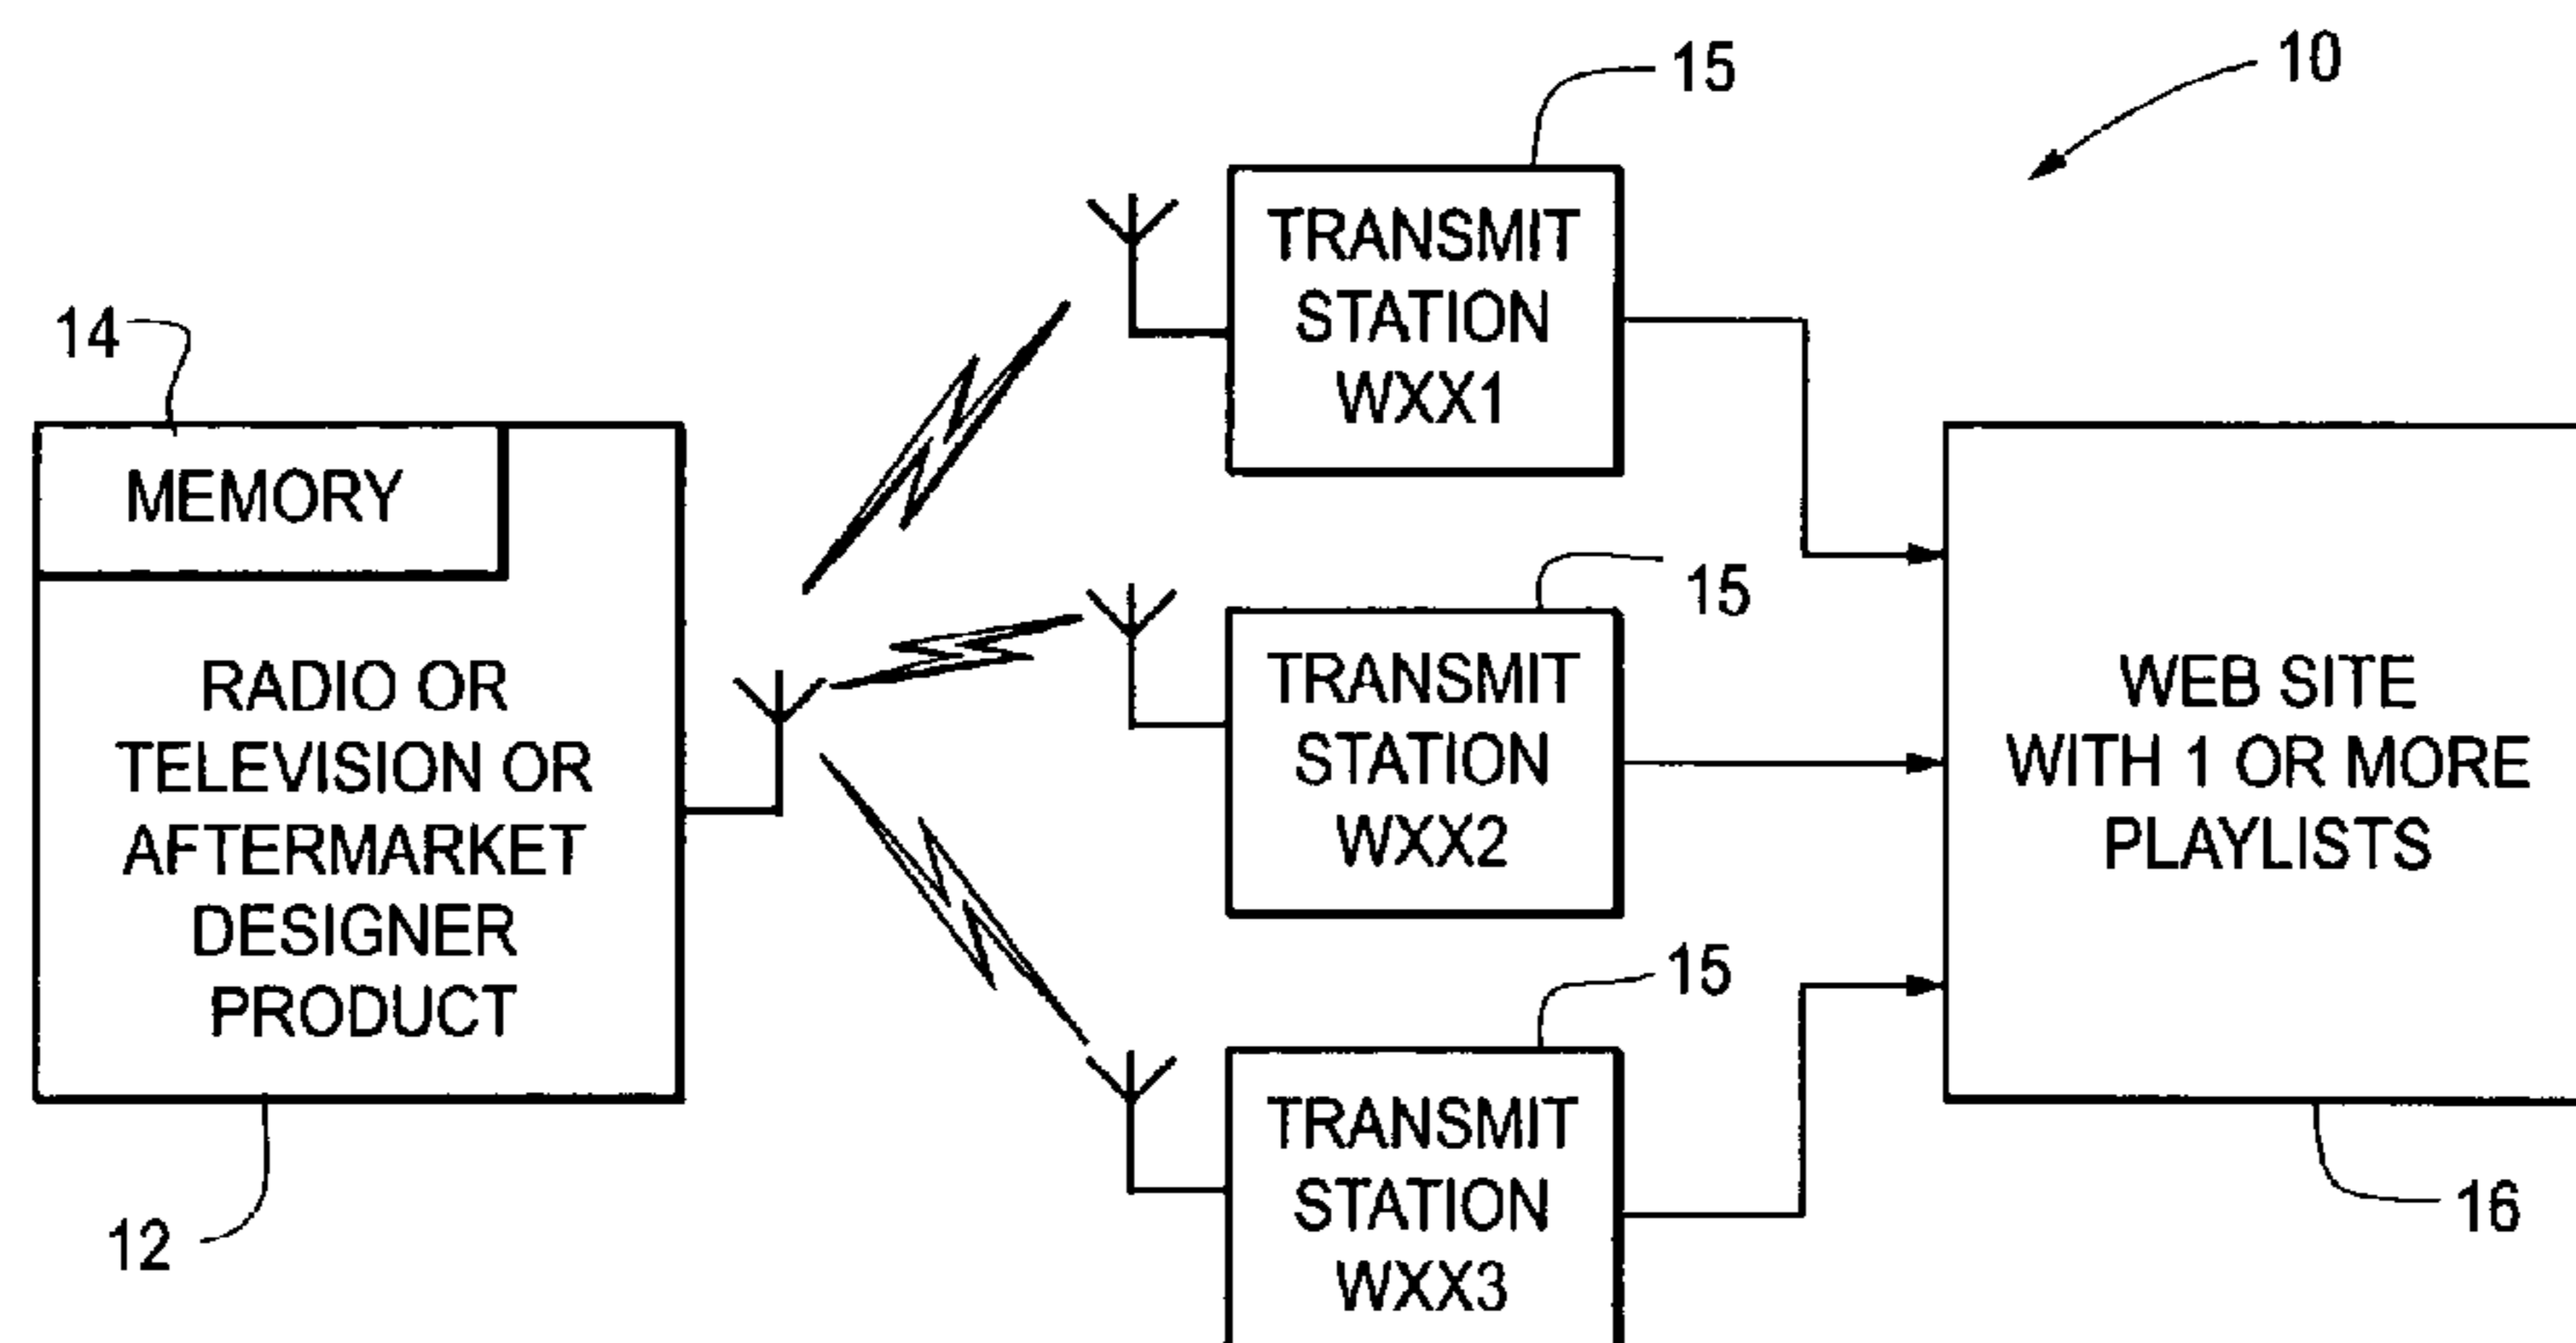 10
15
TRANSMIT
STATION
WXX1
14
MEMORY
RADIO OR
TELEVISION OR
AFTERMARKET
DESIGNER
PRODUCT
12
15
TRANSMIT
STATION
WXX2
15
TRANSMIT
STATION
WXX3
WEB SITE
WITH 1 OR MORE
PLAYLISTS
16